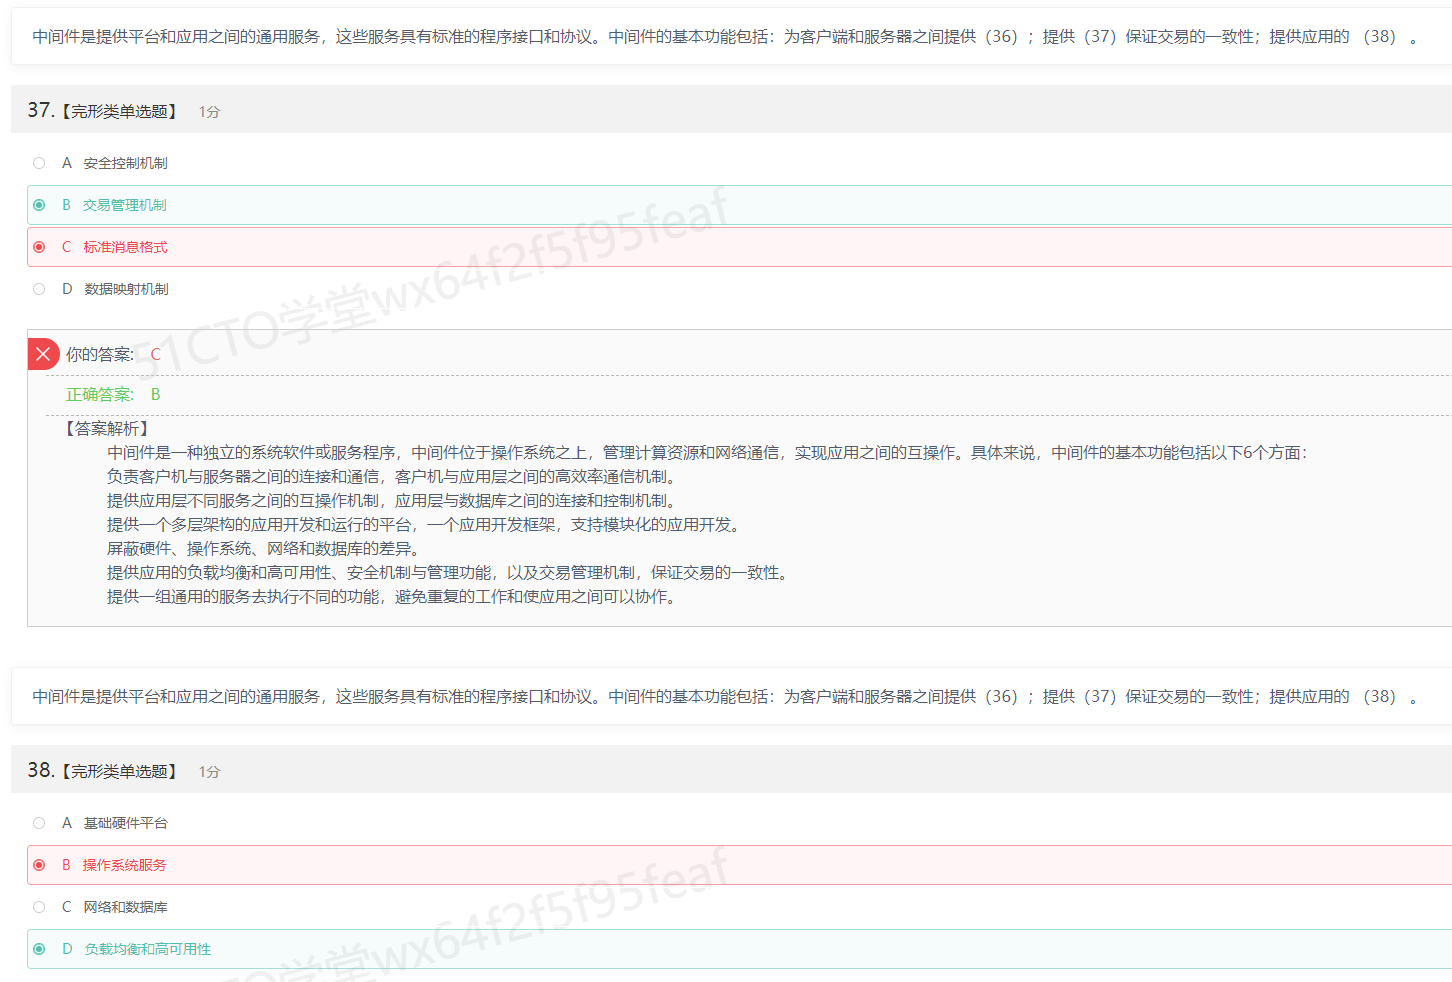 中间件是提供平台和应用之间的通用服务，这些服务具有标准的程序接口和协议。中间件的基本功能包括：为客户端和服务器之间提供（36）；提供（37）保证交易的一致性；提供应用的 （38） 。
37.【完形类单选题】 1分
A 安全控制机制
B 交易管理机制
C 标准消息格式
D 数据映射机制
51CTO学堂wx64f2f5f95feaf
你的答案: C
正确答案: B
【答案解析】
中间件是一种独立的系统软件或服务程序，中间件位于操作系统之上，管理计算资源和网络通信，实现应用之间的互操作。具体来说，中间件的基本功能包括以下6个方面：
负责客户机与服务器之间的连接和通信，客户机与应用层之间的高效率通信机制。
提供应用层不同服务之间的互操作机制，应用层与数据库之间的连接和控制机制。
提供一个多层架构的应用开发和运行的平台，一个应用开发框架，支持模块化的应用开发。
屏蔽硬件、操作系统、网络和数据库的差异。
提供应用的负载均衡和高可用性、安全机制与管理功能，以及交易管理机制，保证交易的一致性。
提供一组通用的服务去执行不同的功能，避免重复的工作和使应用之间可以协作。
中间件是提供平台和应用之间的通用服务，这些服务具有标准的程序接口和协议。中间件的基本功能包括：为客户端和服务器之间提供（36）；提供（37）保证交易的一致性；提供应用的 （38） 。
38.【完形类单选题】 1分
A 基础硬件平台
B 操作系统服务
C 网络和数据库
D 负载均衡和高可用性
CTO学堂wx64f2f5f95feaf